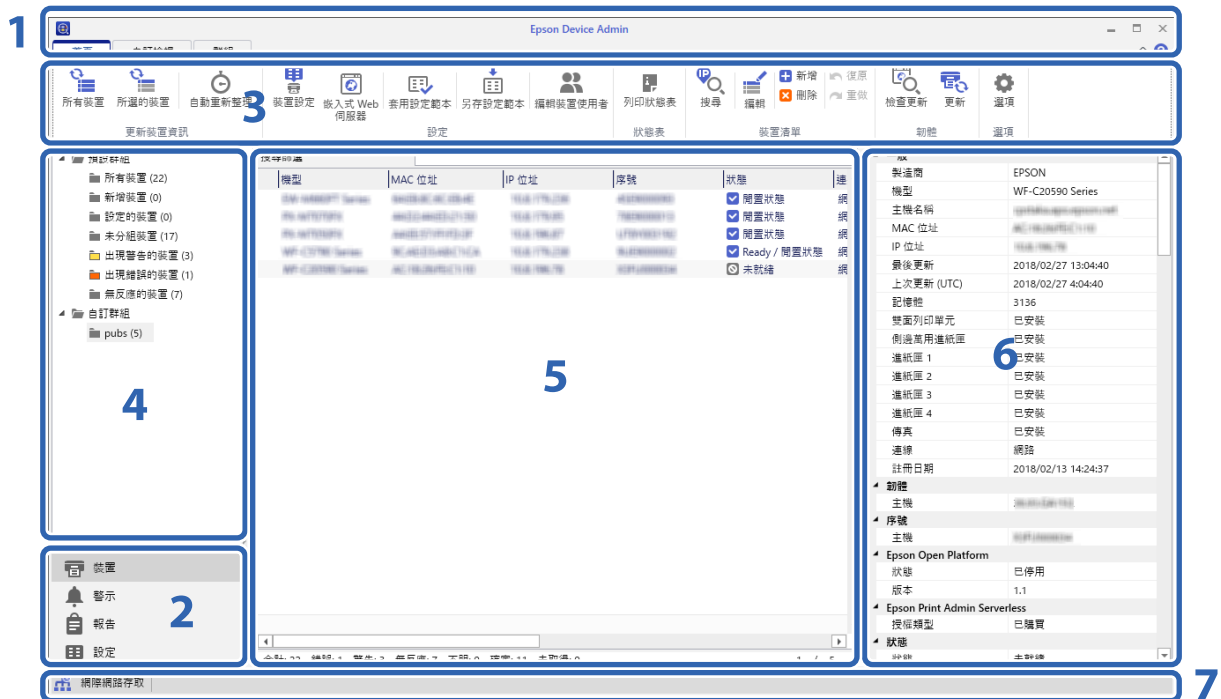 1
Epson Device Admin
所有裝置 所選的裝置 自動重新整理
更新裝置資訊
3
裝置設定 嵌入式 Web 伺服器 套用設定範本 另存設定範本 編輯裝置使用者
設定
列印狀態表
狀態表
搜尋 編輯 新增 刪除 復原 重做
裝置清單
檢查更新 更新
韌體
選項
選項
預設群組
所有裝置 (22)
新增裝置 (0)
設定的裝置 (0)
未分組裝置 (17)
出現警告的裝置 (3)
出現錯誤的裝置 (1)
無反應的裝置 (7)
自訂群組
pubs (5)
4
裝置
警示
報告
設定
2
搜尋篩選
機型 MAC 位址 IP 位址 序號 狀態 連
閒置狀態 網
閒置狀態 網
閒置狀態 網
Ready / 閒置狀態 網
未就緒 網
5
一般
製造商 EPSON
機型 WF-C20590 Series
主機名稱
MAC 位址
IP 位址
最後更新 2018/02/27 13:04:40
上次更新 (UTC) 2018/02/27 4:04:40
記憶體 3136
雙面列印單元 已安裝
側邊萬用進紙匣 已安裝
進紙匣 1 已安裝
進紙匣 2 已安裝
進紙匣 3 已安裝
進紙匣 4 已安裝
傳真 已安裝
連線 網路
註冊日期 2018/02/13 14:24:37
韌體
主機
序號
主機
Epson Open Platform
狀態 已停用
版本 1.1
Epson Print Admin Serverless
授權類型 已購買
狀態
6
網際網路存取
7